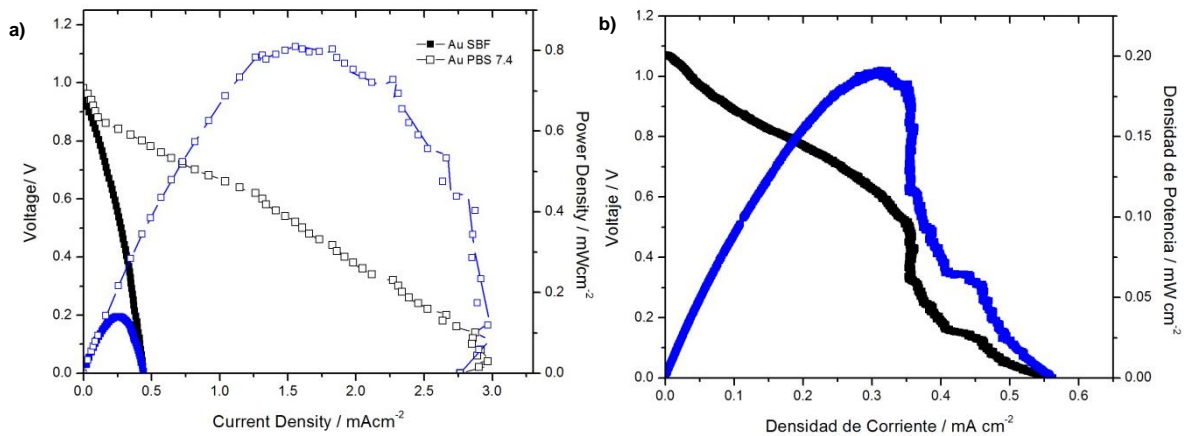 a)
1.2
1.0
0.8
0.6
0.4
0.2
0.0
Voltage/ V
0.0 0.5 1.0 1.5 2.0 2.5 3.0
Current Density / mAcm-2
Au SBF
Au PBS 7.4
0.8
0.6
0.4
0.2
0.0
Power Density / mWcm-2
b)
1.2
1.0
0.8
0.6
0.4
0.2
0.0
Voltaje / V
0.0 0.1 0.2 0.3 0.4 0.5 0.6
Densidad de Corriente / mA cm-2
0.20
0.15
0.10
0.05
0.00
Densidad de Potencia / mW cm-2